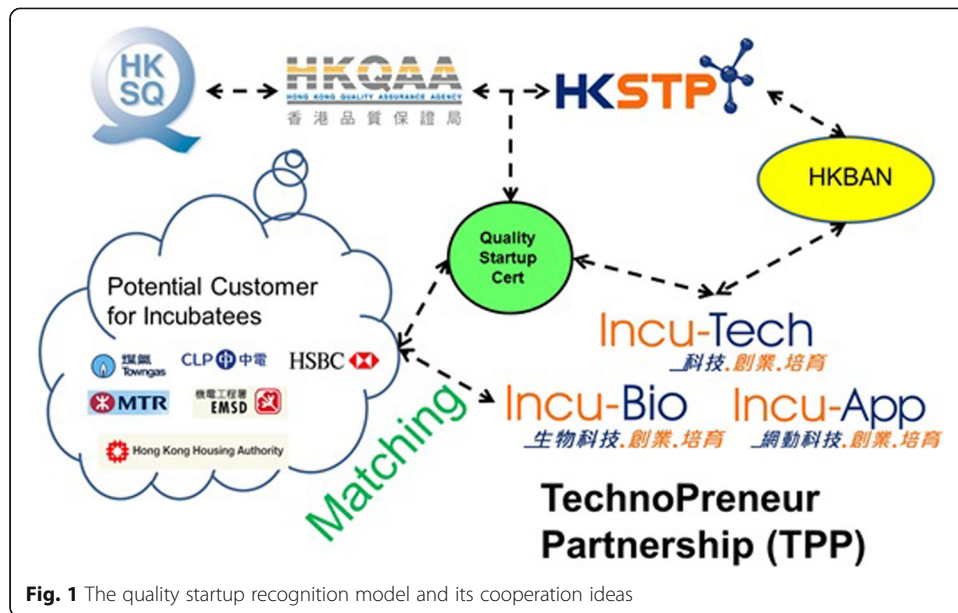 HK
SQ
HKQAA
HONG KONG QUALITY ASSURANCE AGENCY
香港品質保證局
HKSTP
HKBAN
Quality
Startup
Cert
Potential Customer
for Incubatees
煤氣
Towngas
CLP 中電
HSBC
MTR
機電工程署
EMSD
Hong Kong Housing Authority
Matching
Incu-Tech
科技.創業.培育
Incu-Bio
生物科技.創業.培育
Incu-App
網動科技.創業.培育
TechnoPreneur
Partnership (TPP)
Fig. 1 The quality startup recognition model and its cooperation ideas